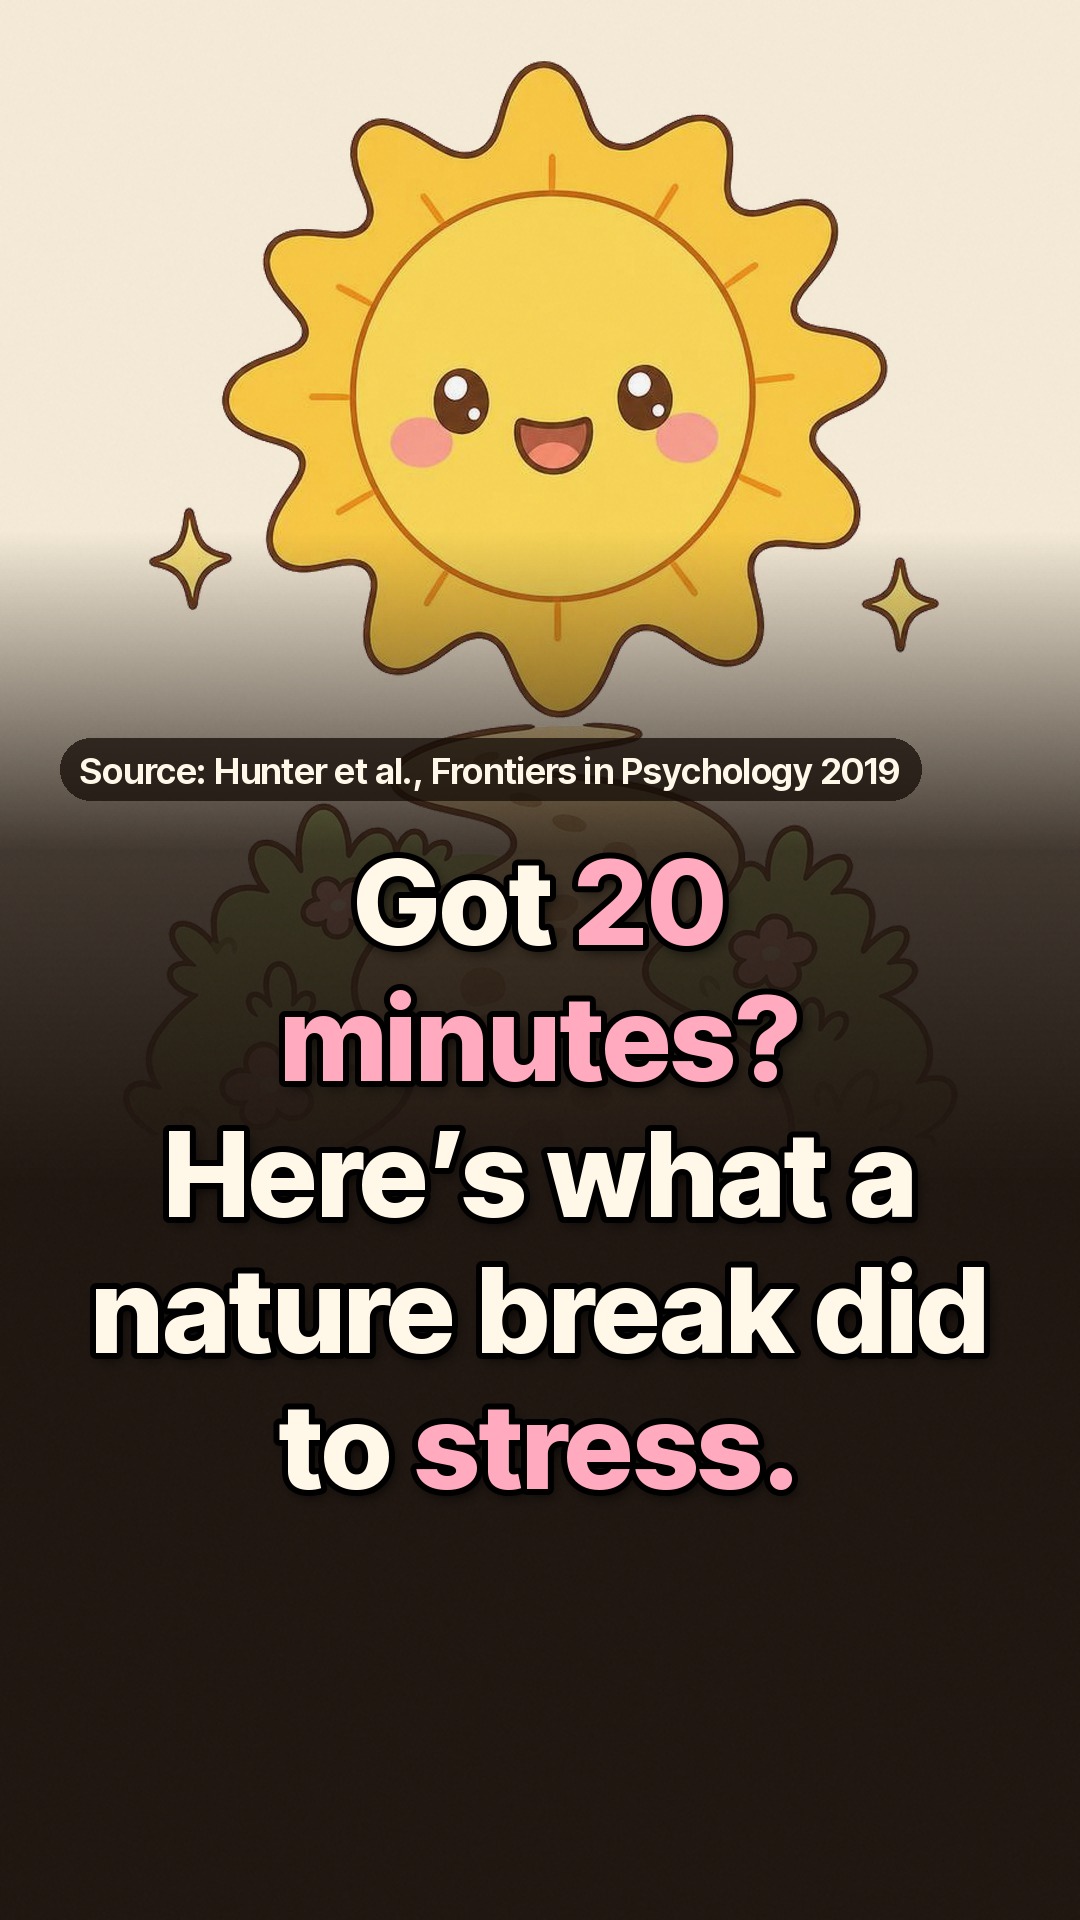 Source: Hunter et al., Frontiers in Psychology 2019
Got 20
minutes?
Here’s what a
nature break did
to stress.